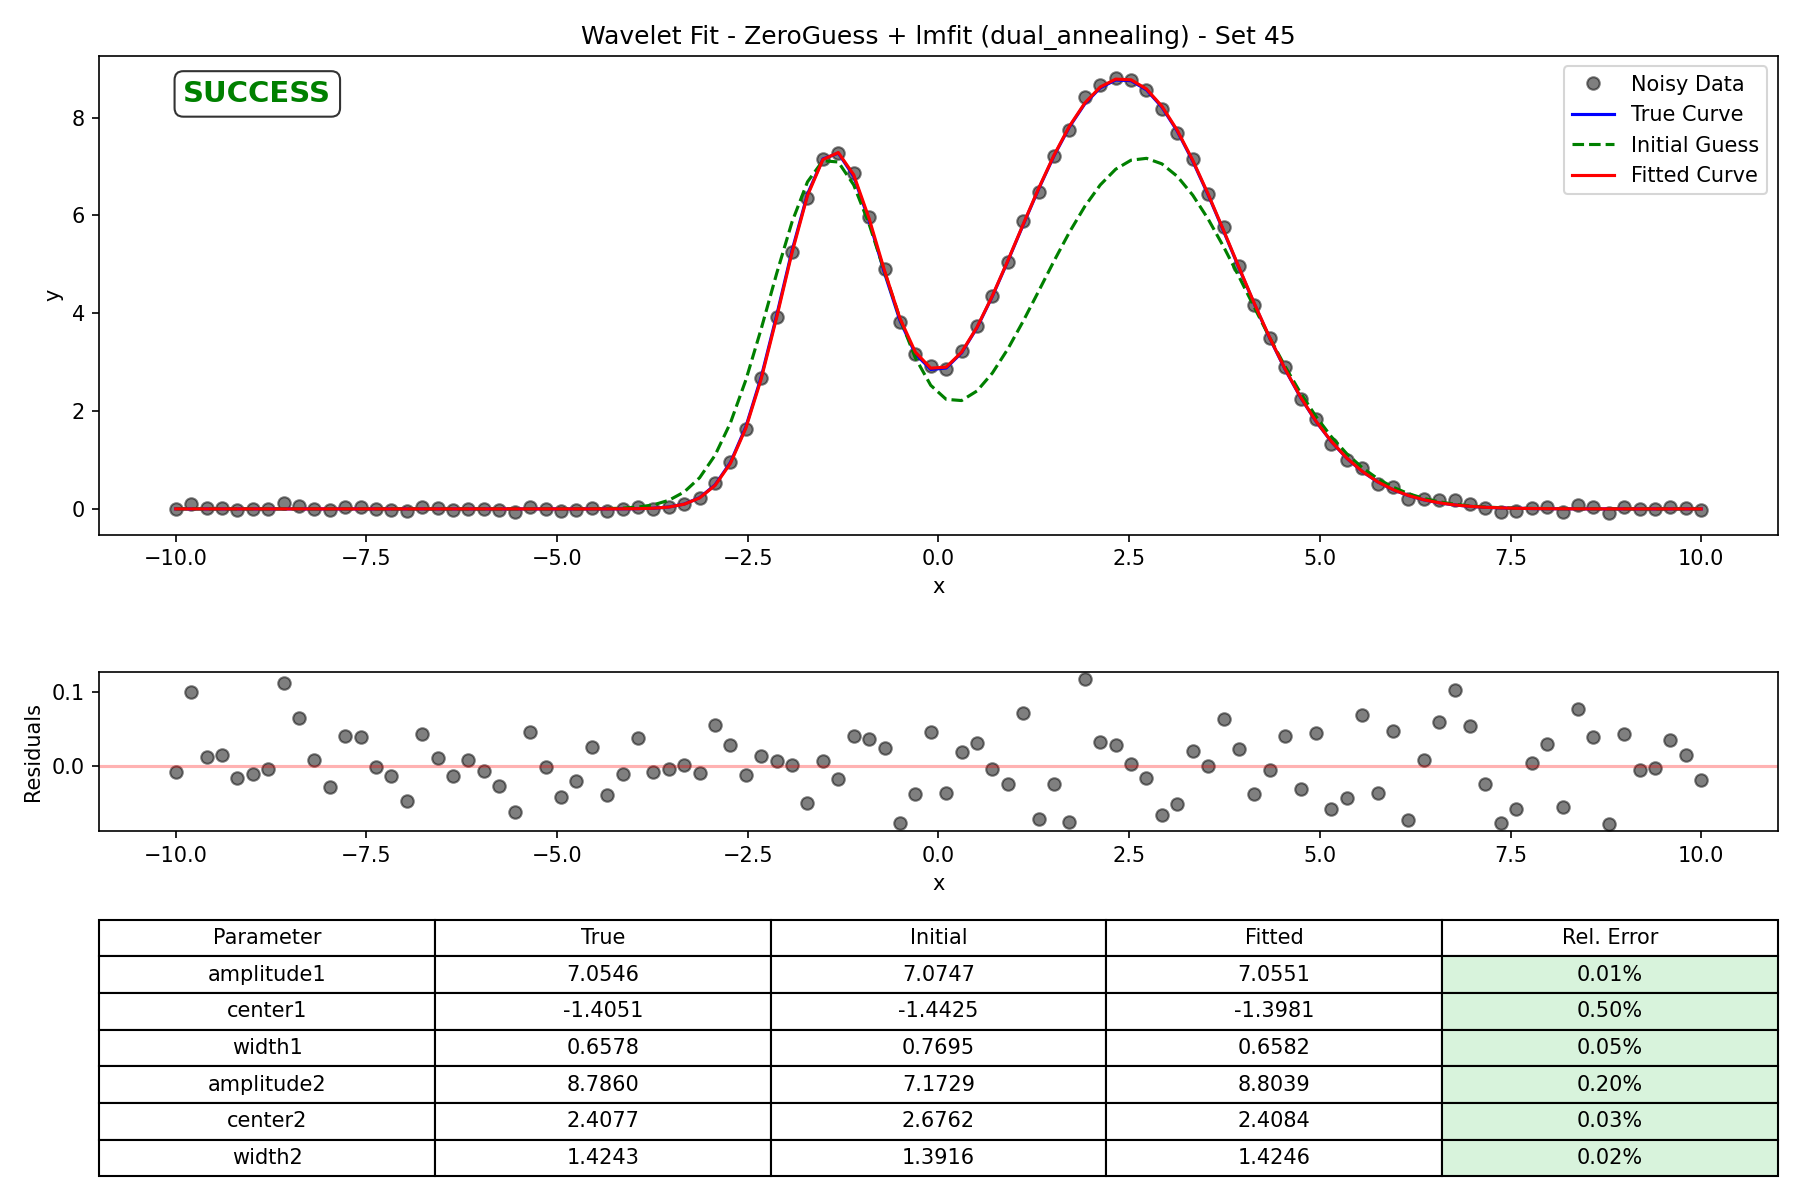 Wavelet Fit - ZeroGuess + lmfit (dual_annealing) - Set 45
SUCCESS
Noisy Data
True Curve
Initial Guess
Fitted Curve
y
8
6
4
2
0
−10.0 −7.5 −5.0 −2.5 0.0 2.5 5.0 7.5 10.0
x
Residuals
0.1
0.0
−10.0 −7.5 −5.0 −2.5 0.0 2.5 5.0 7.5 10.0
x
Parameter True Initial Fitted Rel. Error
amplitude1 7.0546 7.0747 7.0551 0.01%
center1 -1.4051 -1.4425 -1.3981 0.50%
width1 0.6578 0.7695 0.6582 0.05%
amplitude2 8.7860 7.1729 8.8039 0.20%
center2 2.4077 2.6762 2.4084 0.03%
width2 1.4243 1.3916 1.4246 0.02%